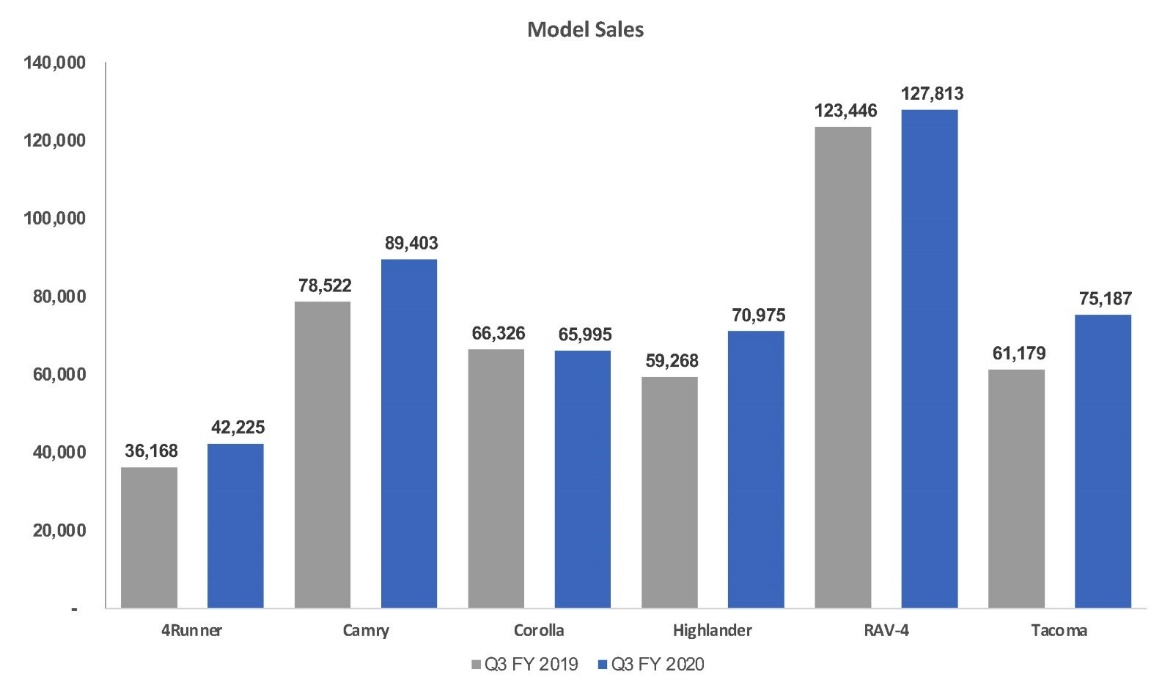 Model Sales
140,000
120,000
100,000
80,000
60,000
40,000
20,000
-
36,168
42,225
78,522
89,403
66,326
65,995
59,268
70,975
123,446
127,813
61,179
75,187
4Runner
Camry
Corolla
Highlander
RAV-4
Tacoma
Q3 FY 2019
Q3 FY 2020